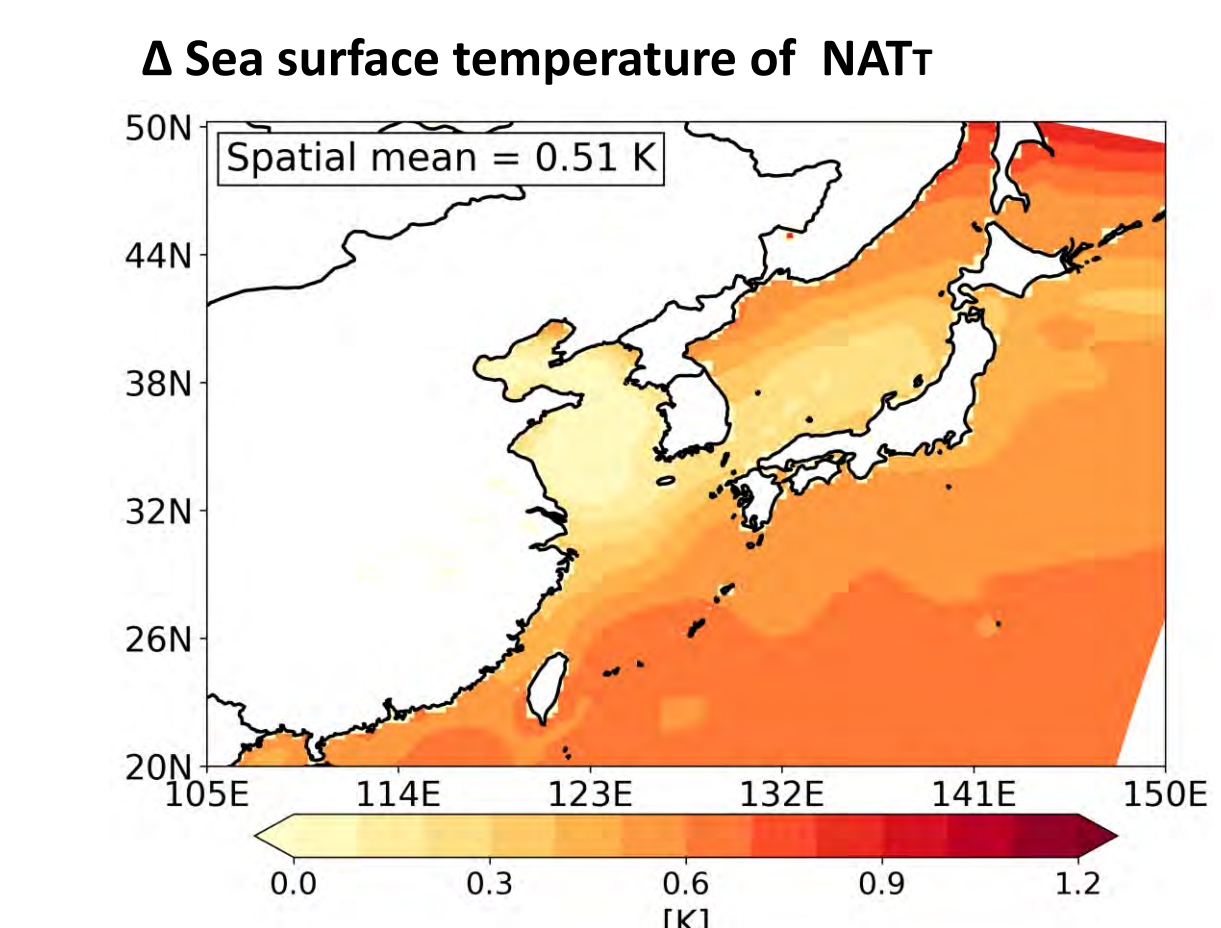 Δ Sea surface temperature of NATT
50N
Spatial mean = 0.51 K
44N
38N
32N
26N
20N
105E 114E 123E 132E 141E 150E
0.0 0.3 0.6 0.9 1.2
[K]